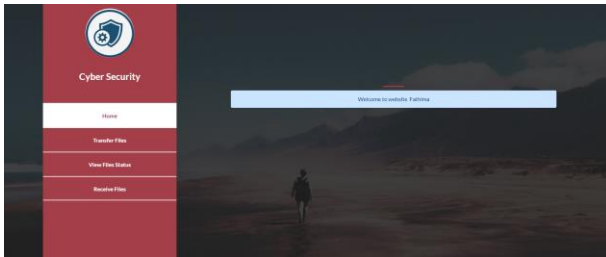 Cyber Security
Home
Transfer Files
View Files Status
Receive Files
Welcome to website Fathima